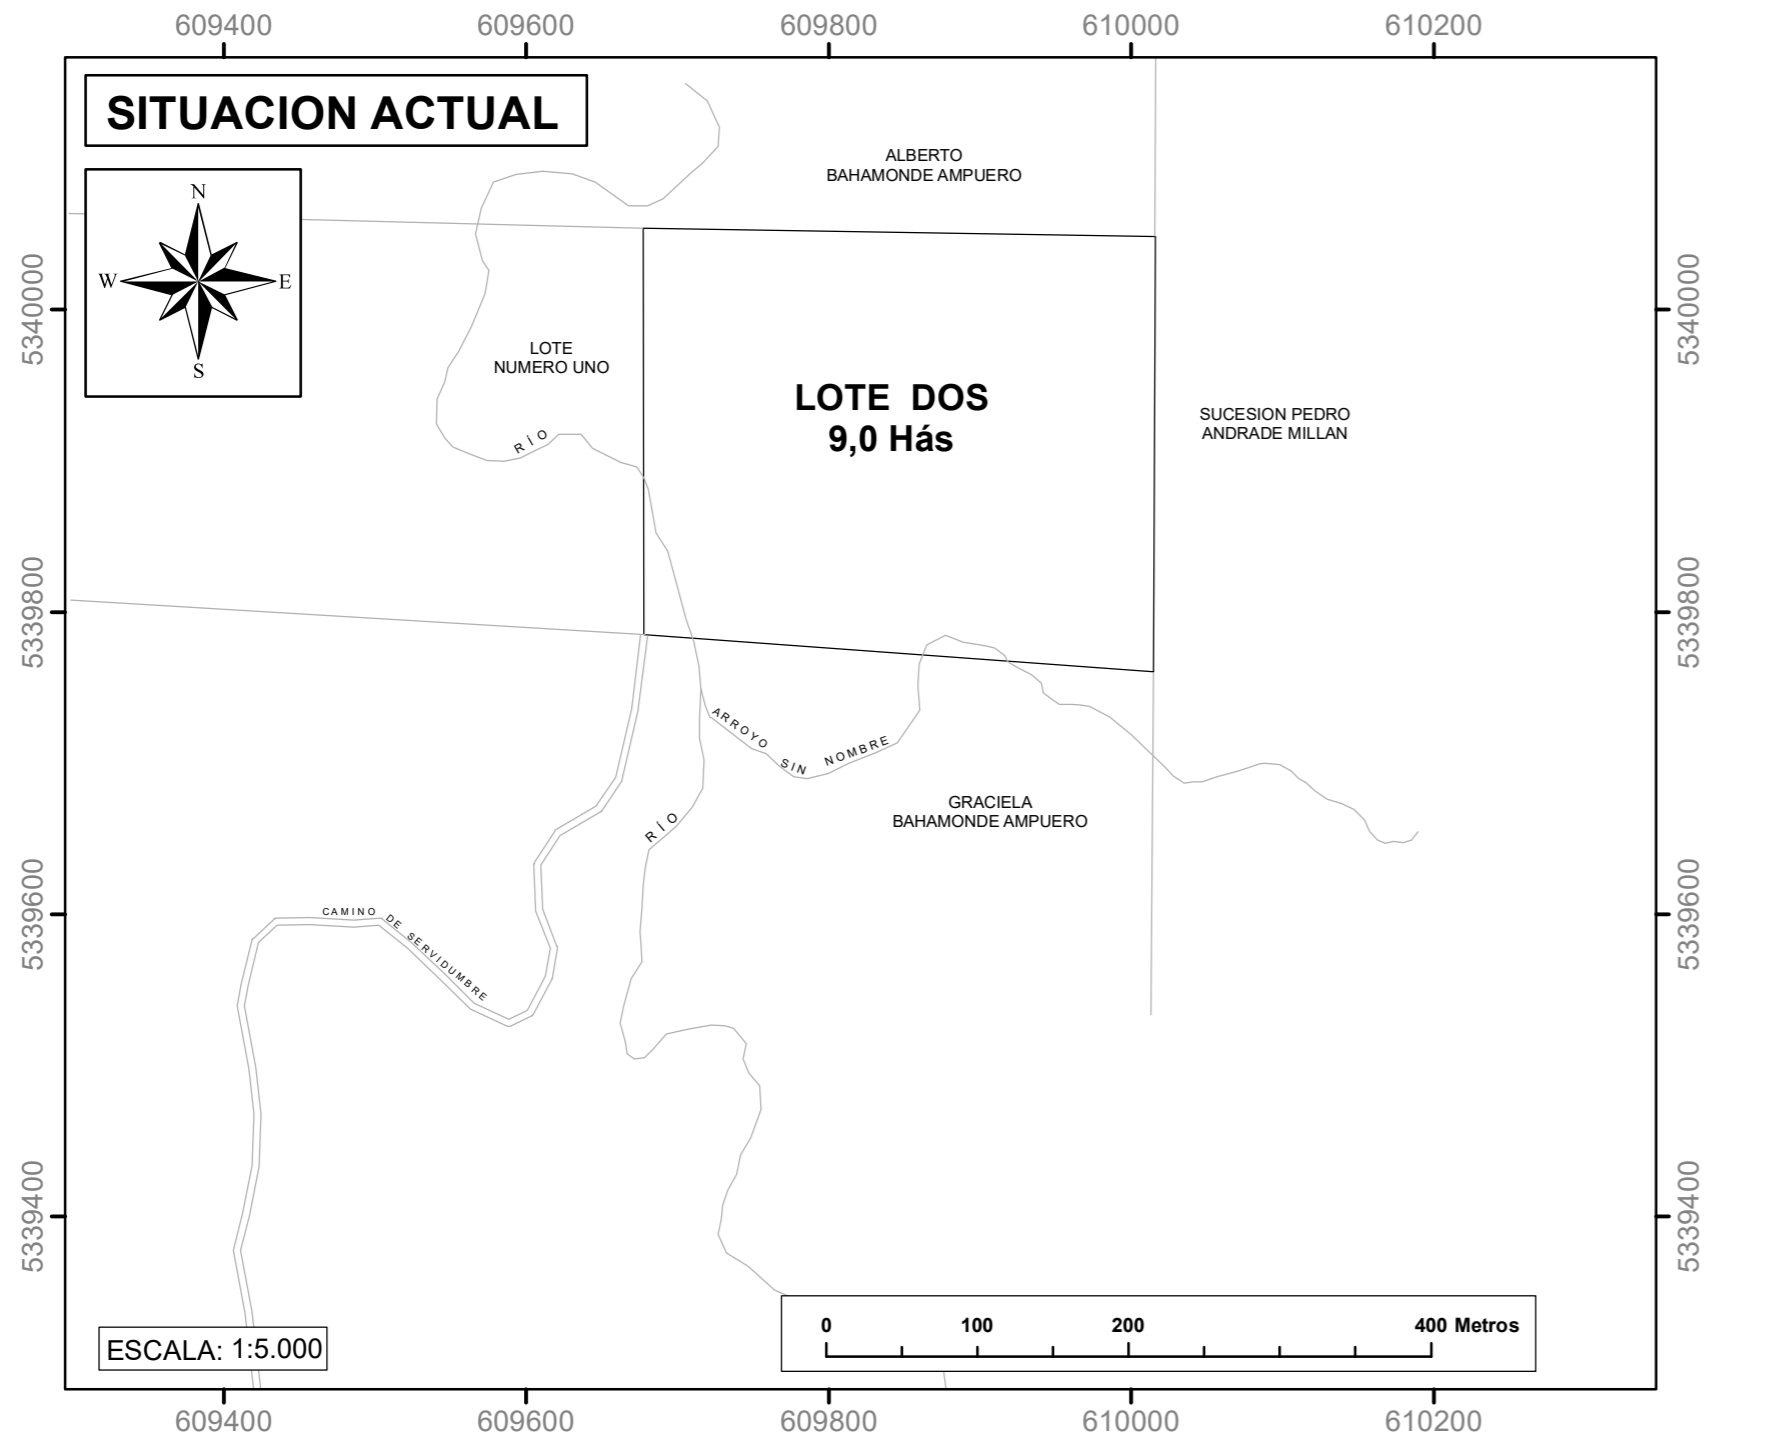 609400
609600
609800
610000
610200
SITUACION ACTUAL
N
W
E
S
ALBERTO
BAHAMONDE AMPUERO
5340000
5340000
LOTE
NUMERO UNO
LOTE DOS
9,0 Hás
SUCESION PEDRO
ANDRADE MILLAN
RÍO
5339800
5339800
ARROYO SIN NOMBRE
GRACIELA
BAHAMONDE AMPUERO
RÍO
5339600
5339600
CAMINO DE SERVIDUMBRE
5339400
5339400
0 100 200 400 Metros
ESCALA: 1:5.000
609400
609600
609800
610000
610200